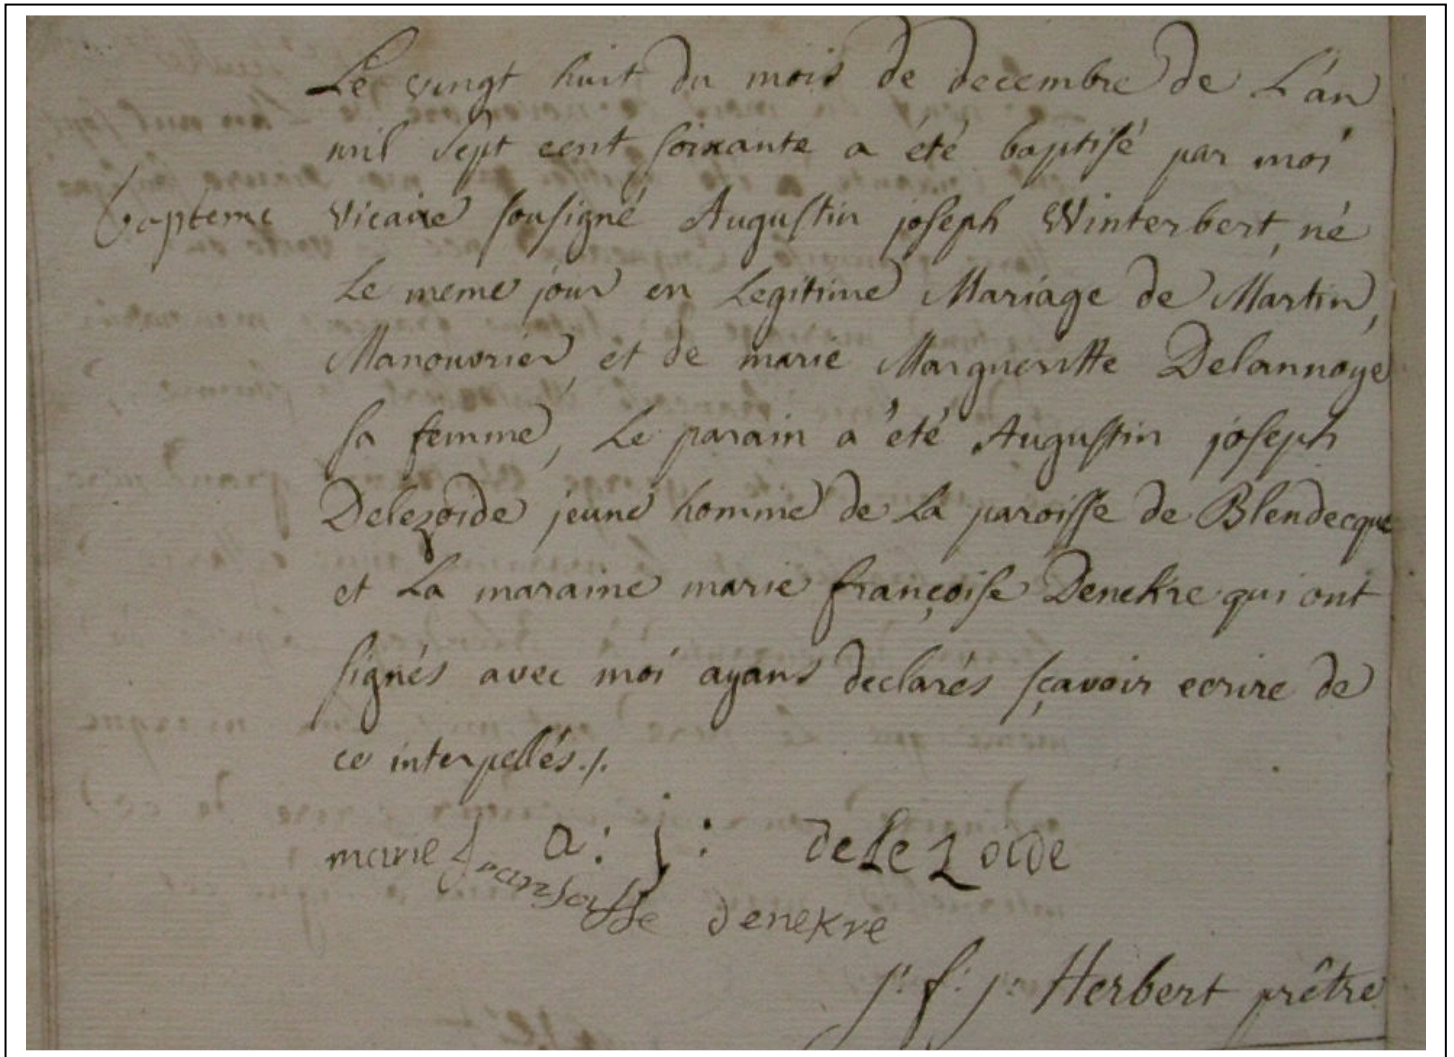 Le vingt huit du mois de decembre de L'an
mil sept cent soixante a été baptisé par moi
bapteme vicaire sousigné Augustin joseph Winterbert, né
Le meme jour en Legitime Mariage de Martin,
Manouvrier, et de marie Margueritte Delannoye
sa femme, Le parain a été Augustin joseph
Delezoide jeune homme de La paroisse de Blendecque
et La maraine marie françoise Denekre qui ont
signés avec moi ayans declarés sçavoir ecrire de
ce interpellés./.
a : j : deLezoide
marie fransoisse denekre
j: f: j: Herbert prêtre